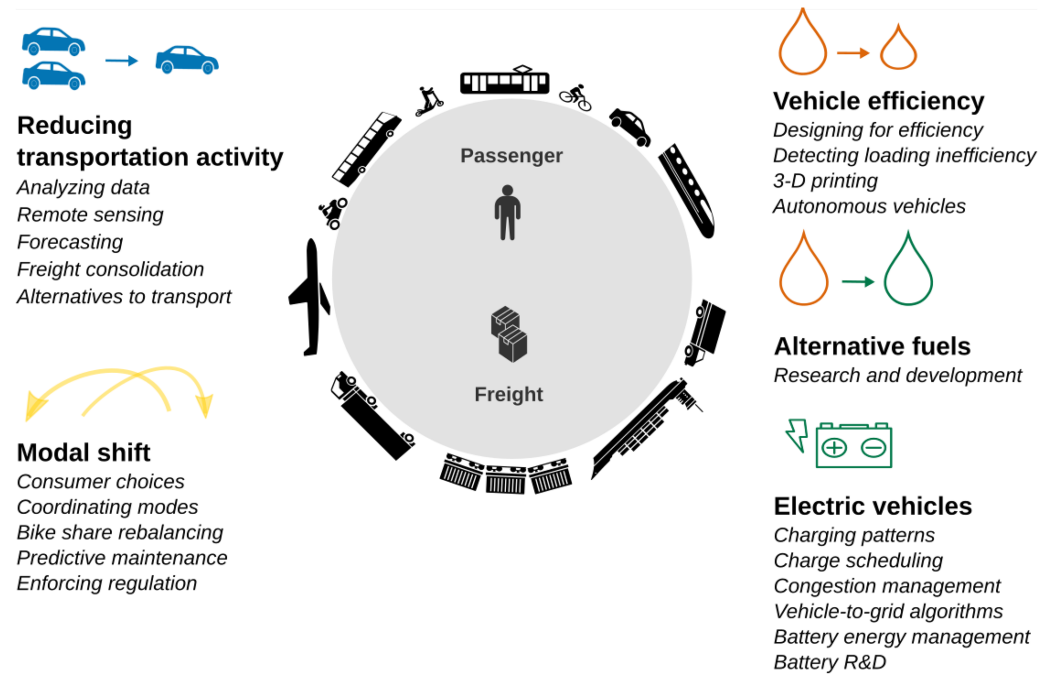 Reducing
transportation activity
Analyzing data
Remote sensing
Forecasting
Freight consolidation
Alternatives to transport
Modal shift
Consumer choices
Coordinating modes
Bike share rebalancing
Predictive maintenance
Enforcing regulation
Passenger
Freight
Vehicle efficiency
Designing for efficiency
Detecting loading inefficiency
3-D printing
Autonomous vehicles
Alternative fuels
Research and development
Electric vehicles
Charging patterns
Charge scheduling
Congestion management
Vehicle-to-grid algorithms
Battery energy management
Battery R&D